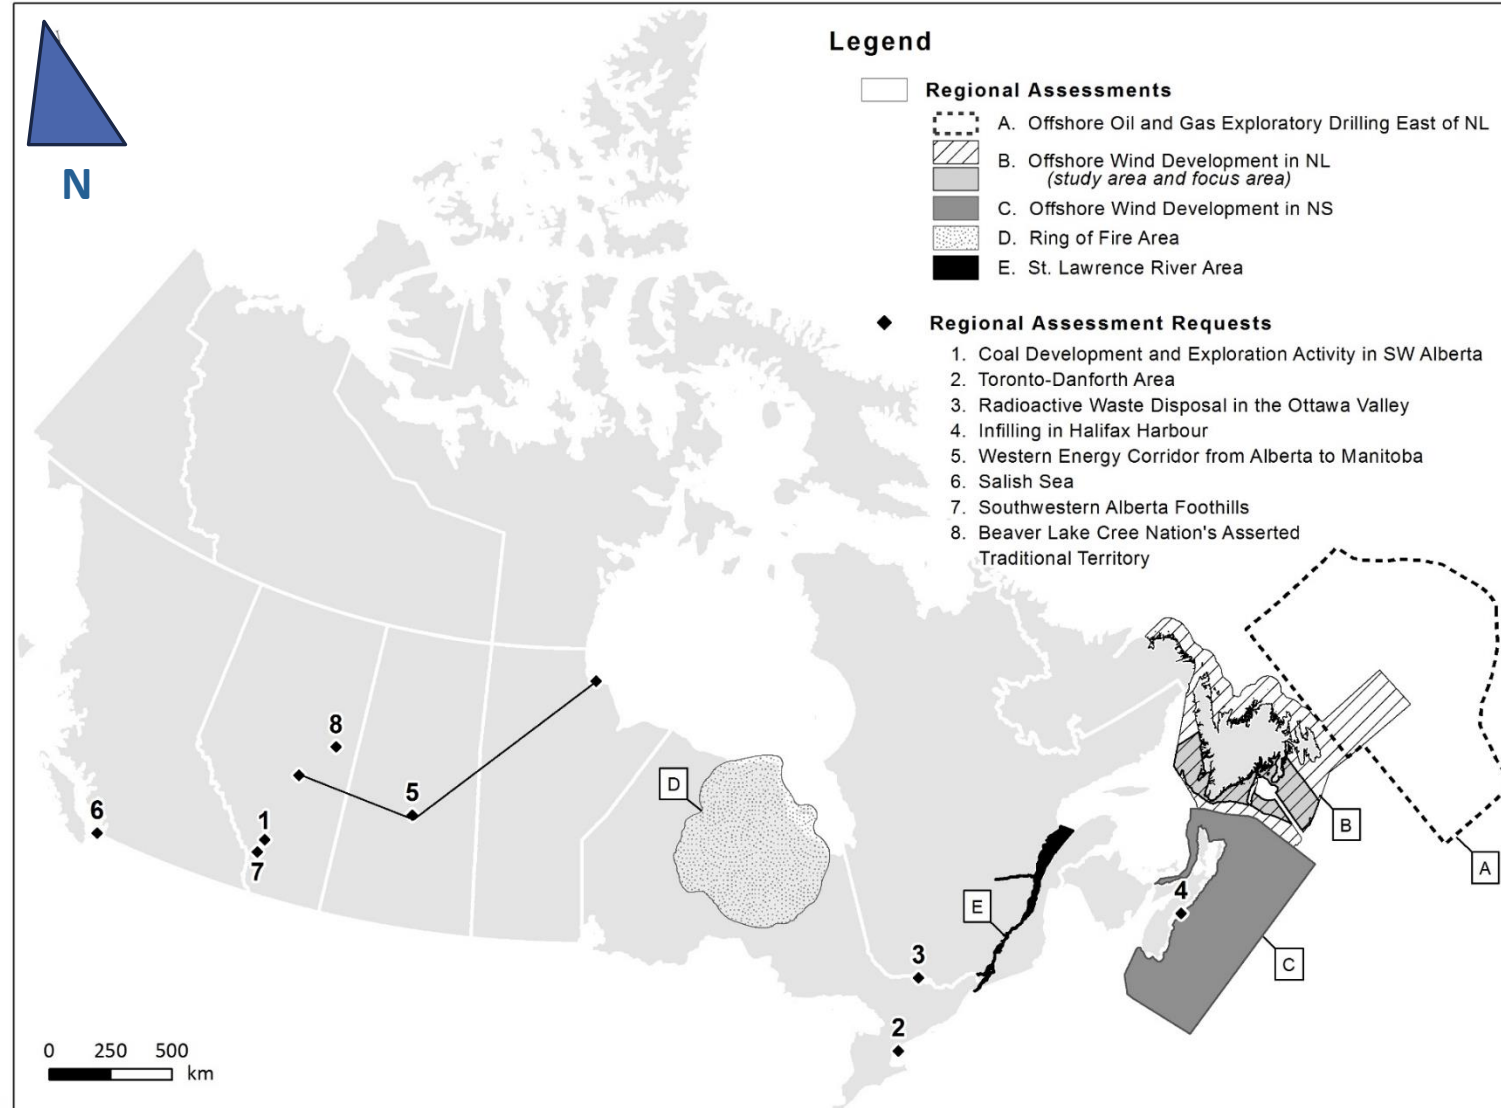 N
Legend
Regional Assessments
A. Offshore Oil and Gas Exploratory Drilling East of NL
B. Offshore Wind Development in NL
(study area and focus area)
C. Offshore Wind Development in NS
D. Ring of Fire Area
E. St. Lawrence River Area
Regional Assessment Requests
1. Coal Development and Exploration Activity in SW Alberta
2. Toronto-Danforth Area
3. Radioactive Waste Disposal in the Ottawa Valley
4. Infilling in Halifax Harbour
5. Western Energy Corridor from Alberta to Manitoba
6. Salish Sea
7. Southwestern Alberta Foothills
8. Beaver Lake Cree Nation's Asserted
Traditional Territory
8
D
5
6
1
7
B
A
4
E
C
3
2
0 250 500
km